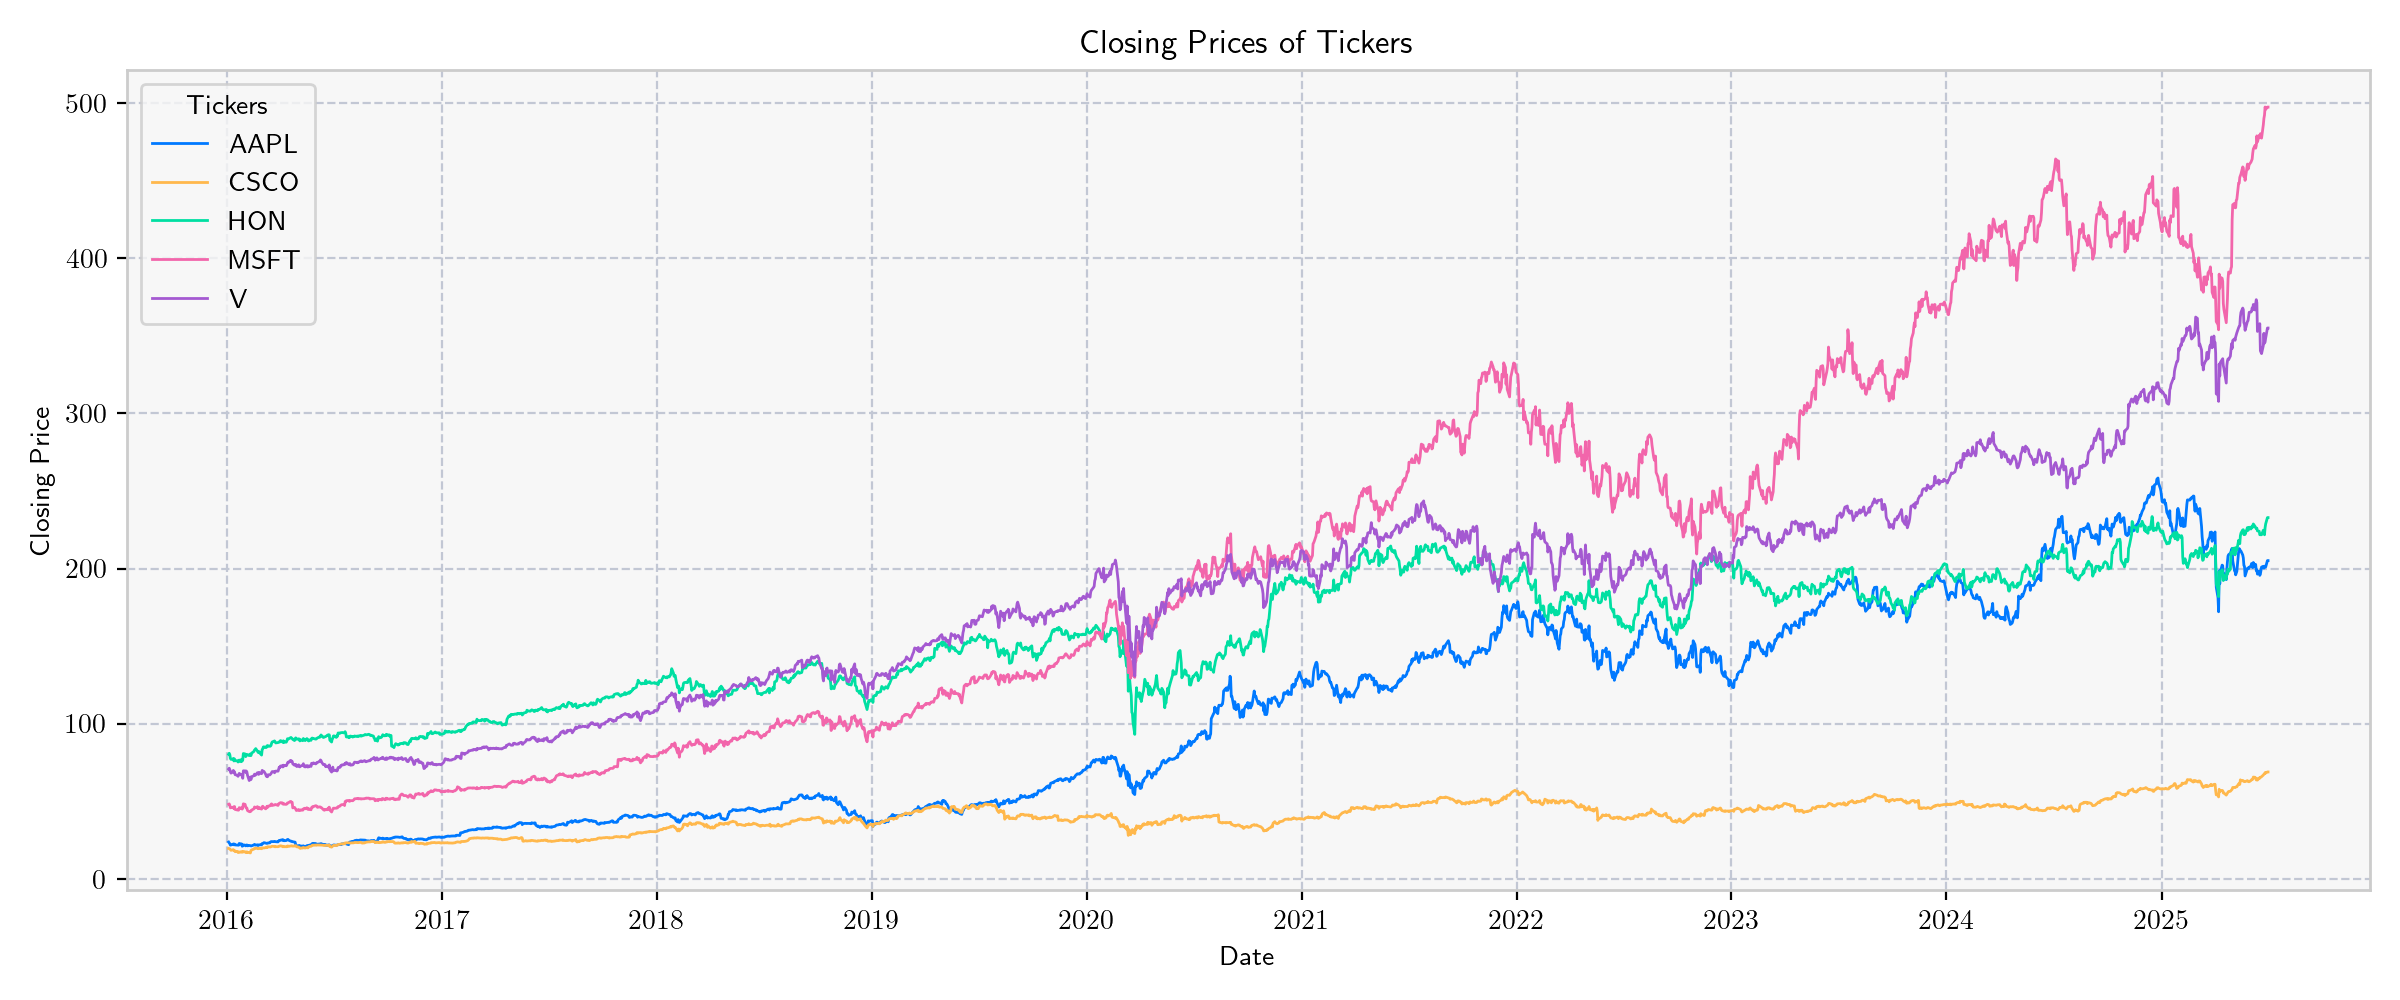 Closing Prices of Tickers
Tickers
AAPL
CSCO
HON
MSFT
V
Closing Price
500
400
300
200
100
0
2016 2017 2018 2019 2020 2021 2022 2023 2024 2025
Date